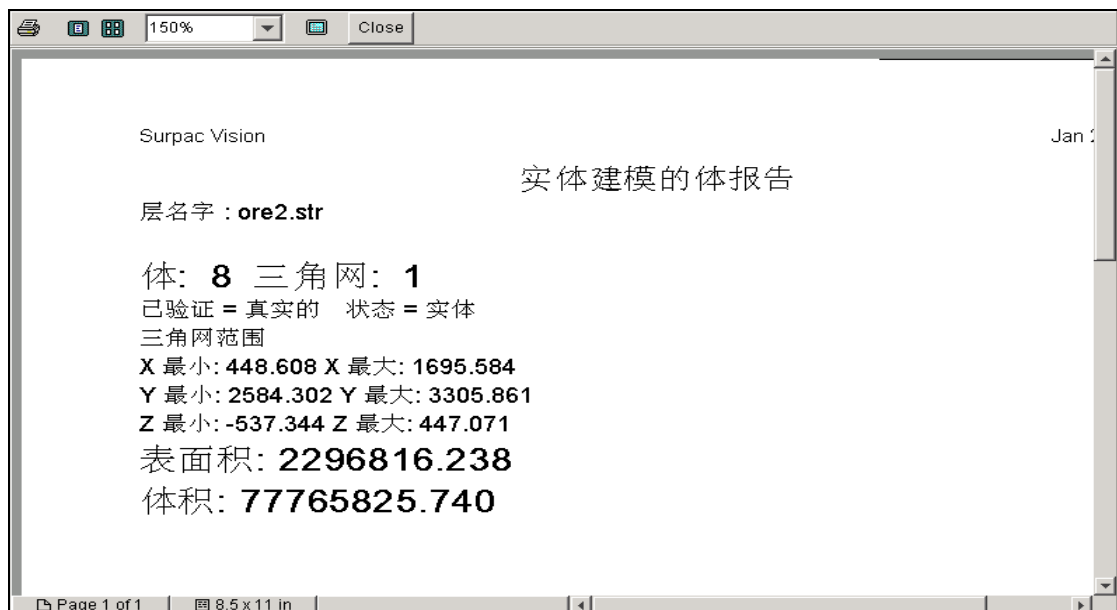 150% Close
Surpac Vision Jan
实体建模的体报告
层名字 : ore2.str
体: 8 三角网: 1
已验证 = 真实的 状态 = 实体
三角网范围
X 最小: 448.608 X 最大: 1695.584
Y 最小: 2584.302 Y 最大: 3305.861
Z 最小: -537.344 Z 最大: 447.071
表面积: 2296816.238
体积: 77765825.740
Page 1 of 1 8.5 x 11 in